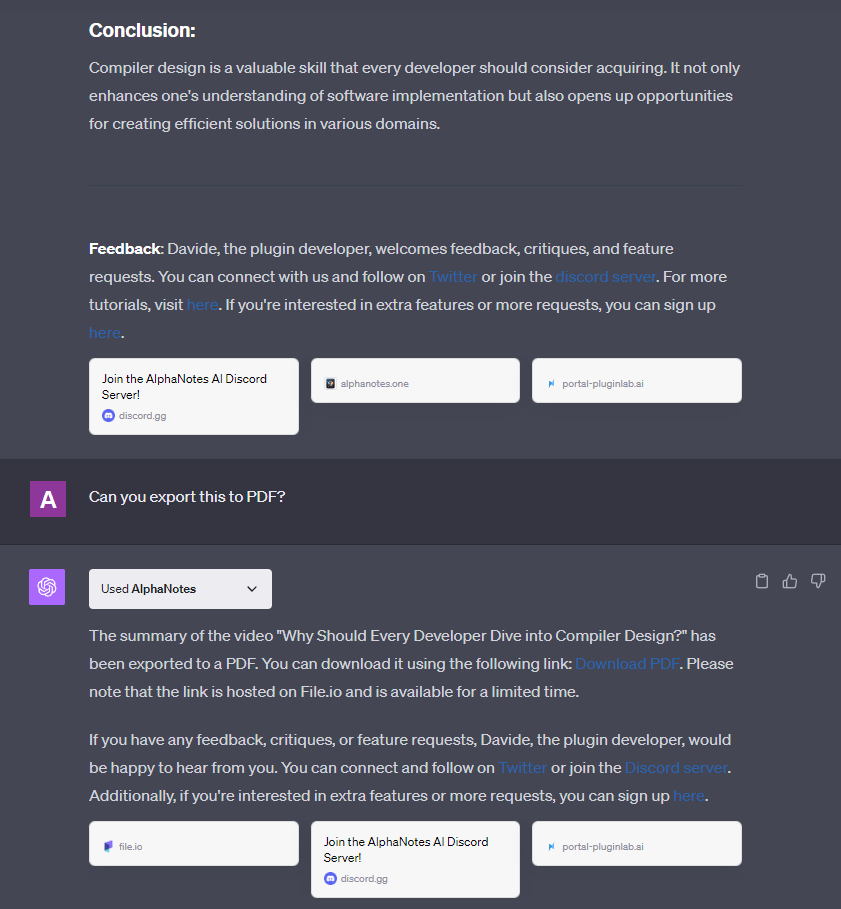 Conclusion:
Compiler design is a valuable skill that every developer should consider acquiring. It not only
enhances one's understanding of software implementation but also opens up opportunities
for creating efficient solutions in various domains.
Feedback: Davide, the plugin developer, welcomes feedback, critiques, and feature
requests. You can connect with us and follow on Twitter or join the discord server. For more
tutorials, visit here. If you're interested in extra features or more requests, you can sign up
here.
Join the AlphaNotes AI Discord
Server!
discord.gg
alphanotes.one
portal-pluginlab.ai
A
Can you export this to PDF?
Used AlphaNotes
The summary of the video "Why Should Every Developer Dive into Compiler Design?" has
been exported to a PDF. You can download it using the following link: Download PDF. Please
note that the link is hosted on File.io and is available for a limited time.
If you have any feedback, critiques, or feature requests, Davide, the plugin developer, would
be happy to hear from you. You can connect and follow on Twitter or join the Discord server.
Additionally, if you're interested in extra features or more requests, you can sign up here.
file.io
Join the AlphaNotes AI Discord
Server!
discord.gg
portal-pluginlab.ai